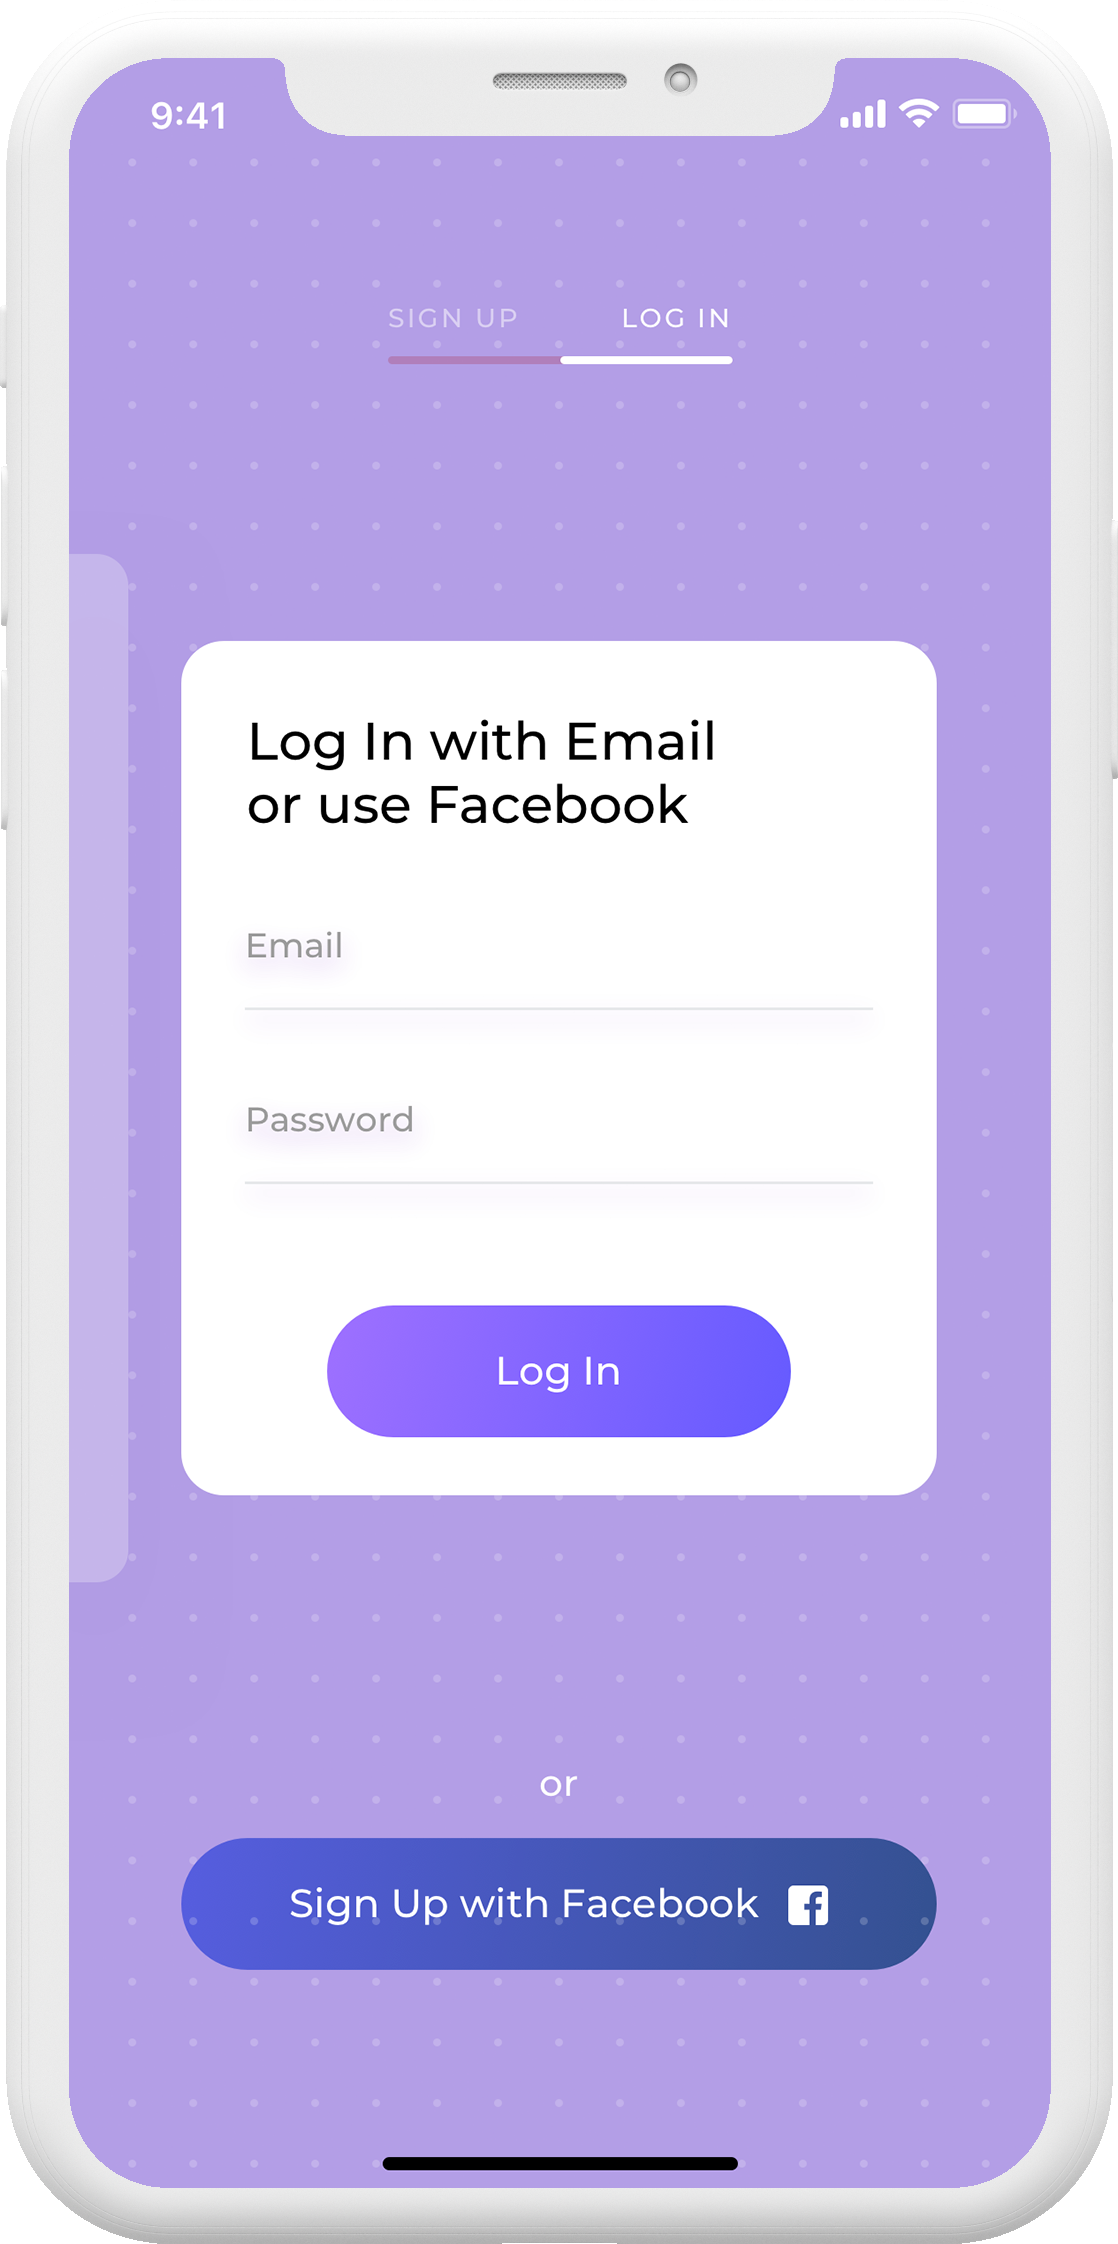 9:41
SIGN UP LOG IN
Log In with Email
or use Facebook
Email
Password
Log In
or
Sign Up with Facebook